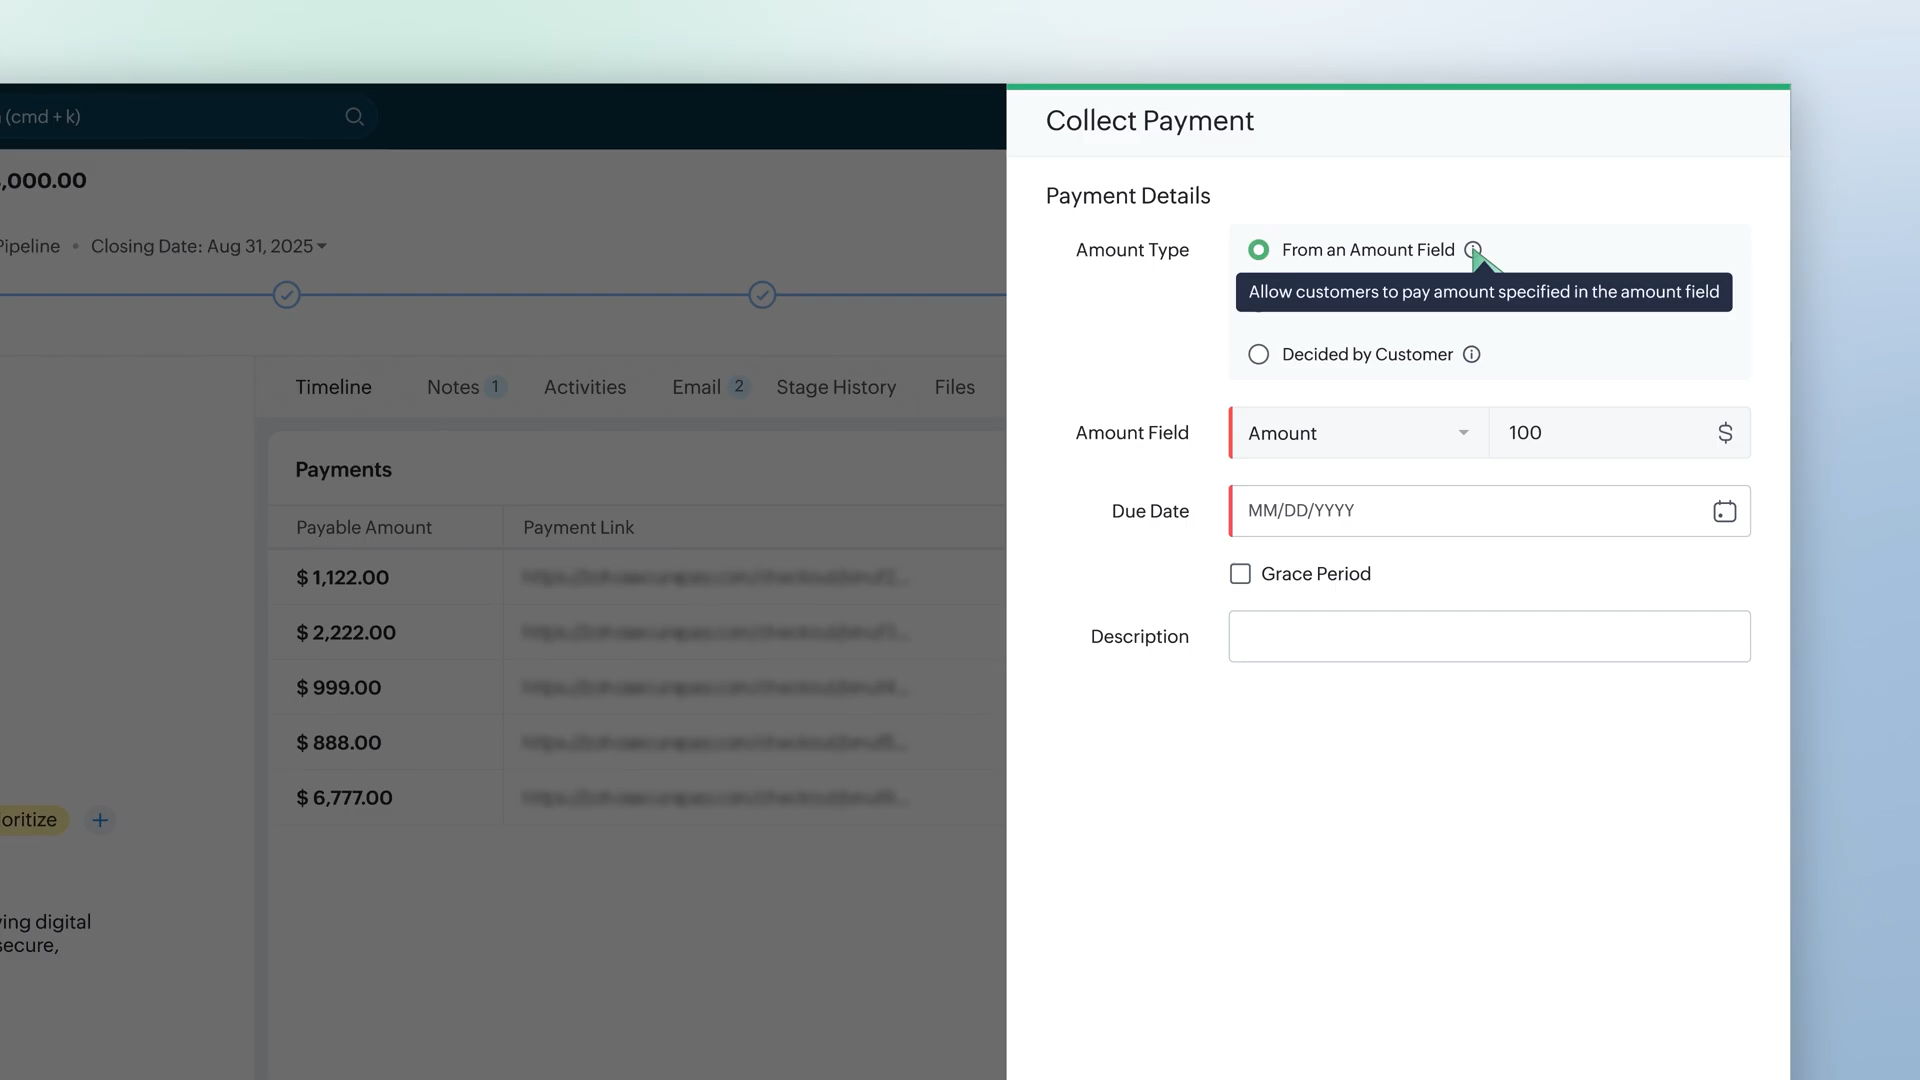 (cmd + k)
,000.00
Pipeline • Closing Date: Aug 31, 2025
Timeline
Notes 1
Activities
Email 2
Stage History
Files
Payments
Payable Amount
Payment Link
$ 1,122.00
$ 2,222.00
$ 999.00
$ 888.00
$ 6,777.00
oritize +
ying digital
secure,
Collect Payment
Payment Details
Amount Type
From an Amount Field
Allow customers to pay amount specified in the amount field
Decided by Customer
Amount Field
Amount
100
$
Due Date
MM/DD/YYYY
Grace Period
Description